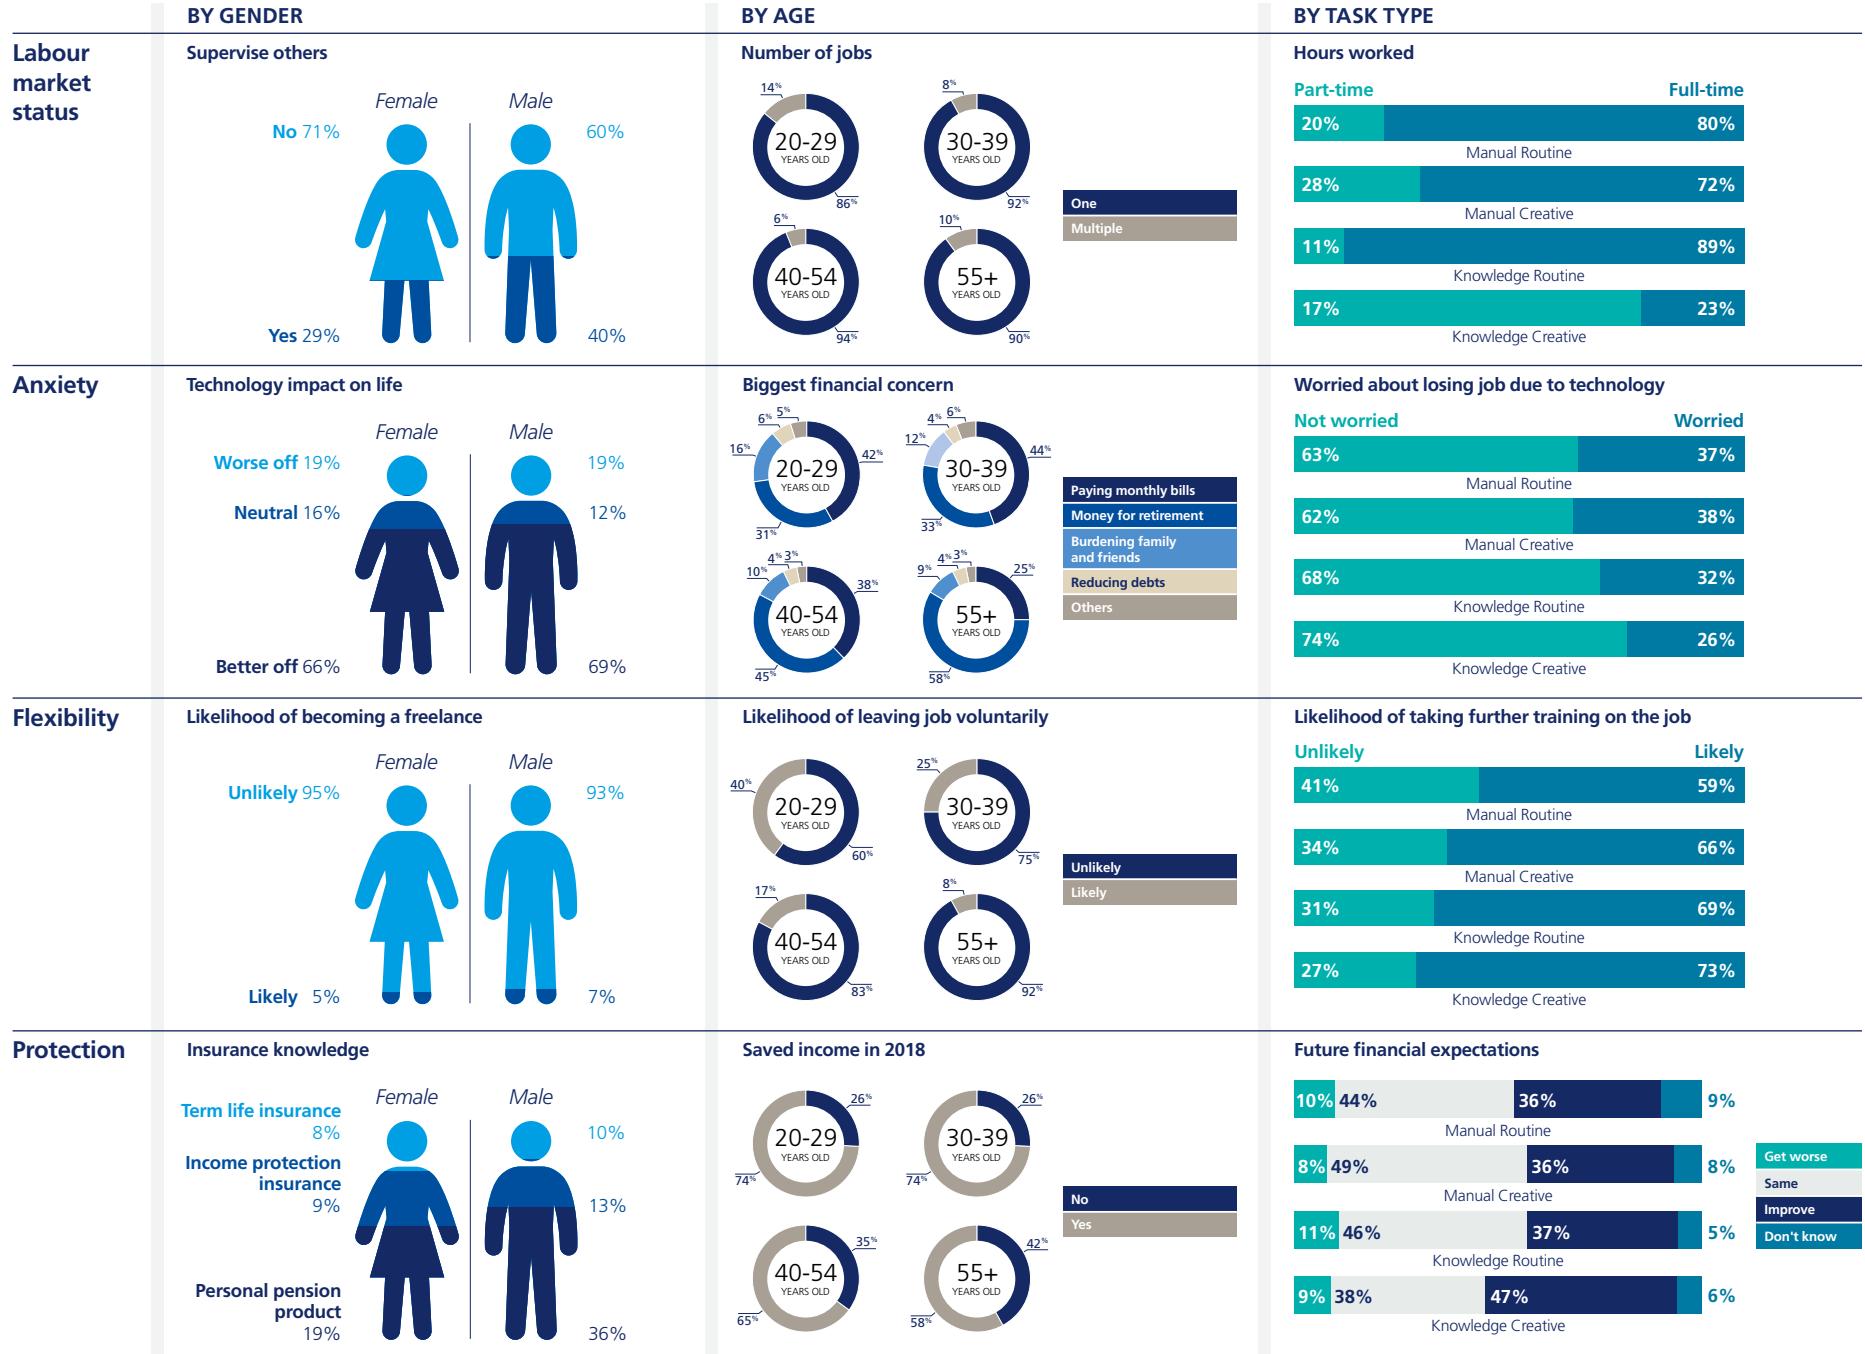 BY GENDER
BY AGE
BY TASK TYPE
Labour
market
status
Supervise others
Female
Male
No 71%
60%
Yes 29%
40%
Number of jobs
14%
20-29
YEARS OLD
86%
8%
30-39
YEARS OLD
92%
6%
40-54
YEARS OLD
94%
10%
55+
YEARS OLD
90%
One
Multiple
Hours worked
Part-time
Full-time
20%
80%
Manual Routine
28%
72%
Manual Creative
11%
89%
Knowledge Routine
17%
23%
Knowledge Creative
Anxiety
Technology impact on life
Female
Male
Worse off 19%
19%
Neutral 16%
12%
Better off 66%
69%
Biggest financial concern
5%
6%
16%
42%
20-29
YEARS OLD
31%
6%
4%
12%
44%
30-39
YEARS OLD
33%
4% 3%
10%
38%
40-54
YEARS OLD
45%
4% 3%
9%
25%
55+
YEARS OLD
58%
Paying monthly bills
Money for retirement
Burdening family
and friends
Reducing debts
Others
Worried about losing job due to technology
Not worried
Worried
63%
37%
Manual Routine
62%
38%
Manual Creative
68%
32%
Knowledge Routine
74%
26%
Knowledge Creative
Flexibility
Likelihood of becoming a freelance
Female
Male
Unlikely 95%
93%
Likely 5%
7%
Likelihood of leaving job voluntarily
40%
20-29
YEARS OLD
60%
25%
30-39
YEARS OLD
75%
17%
40-54
YEARS OLD
83%
8%
55+
YEARS OLD
92%
Unlikely
Likely
Likelihood of taking further training on the job
Unlikely
Likely
41%
59%
Manual Routine
34%
66%
Manual Creative
31%
69%
Knowledge Routine
27%
73%
Knowledge Creative
Protection
Insurance knowledge
Female
Male
Term life insurance
8%
10%
Income protection
insurance
9%
13%
Personal pension
product
19%
36%
Saved income in 2018
26%
20-29
YEARS OLD
74%
26%
30-39
YEARS OLD
74%
35%
40-54
YEARS OLD
65%
42%
55+
YEARS OLD
58%
No
Yes
Future financial expectations
10% 44% 36% 9%
Manual Routine
8% 49% 36% 8%
Manual Creative
11% 46% 37% 5%
Knowledge Routine
9% 38% 47% 6%
Knowledge Creative
Get worse
Same
Improve
Don't know